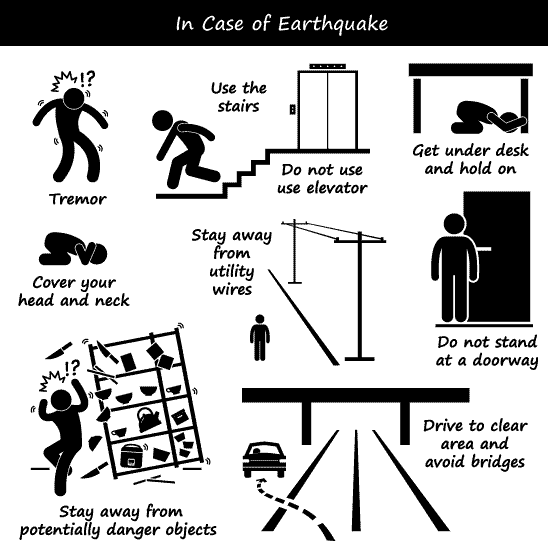 In Case of Earthquake
!?
Tremor
Use the
stairs
Do not use
use elevator
Get under desk
and hold on
Cover your
head and neck
Stay away
from
utility
wires
Do not stand
at a doorway
!?
Stay away from
potentially danger objects
Drive to clear
area and
avoid bridges